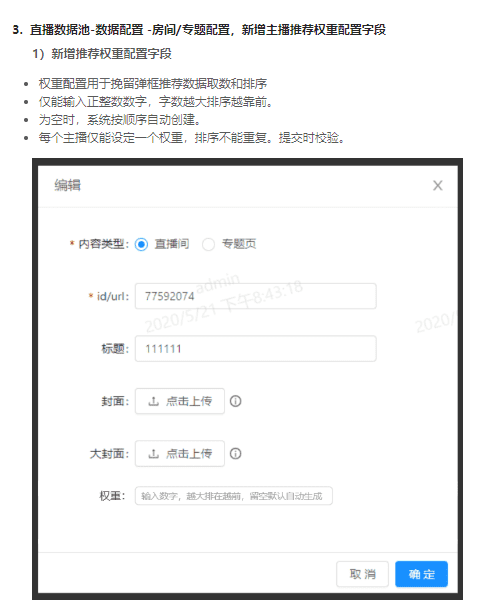 3. 直播数据池-数据配置 -房间/专题配置，新增主播推荐权重配置字段
1）新增推荐权重配置字段
• 权重配置用于挽留弹框推荐数据取数和排序
• 仅能输入正整数数字，字数越大排序越靠前。
• 为空时，系统按顺序自动创建。
• 每个主播仅能设定一个权重，排序不能重复。提交时校验。
编辑
* 内容类型： 直播间 专题页
* id/url： 77592074
admin
2020/5/21 下午8:43:18
2020/5
标题： 111111
封面： 点击上传
大封面： 点击上传
权重： 输入数字，越大排在越前，留空默认自动生成
取 消 确 定